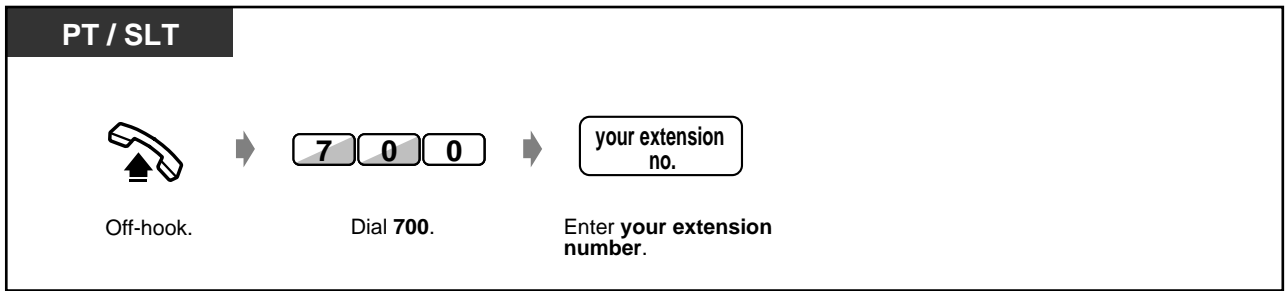 PT / SLT
7 0 0
your extension
no.
Off-hook.
Dial 700.
Enter your extension
number.